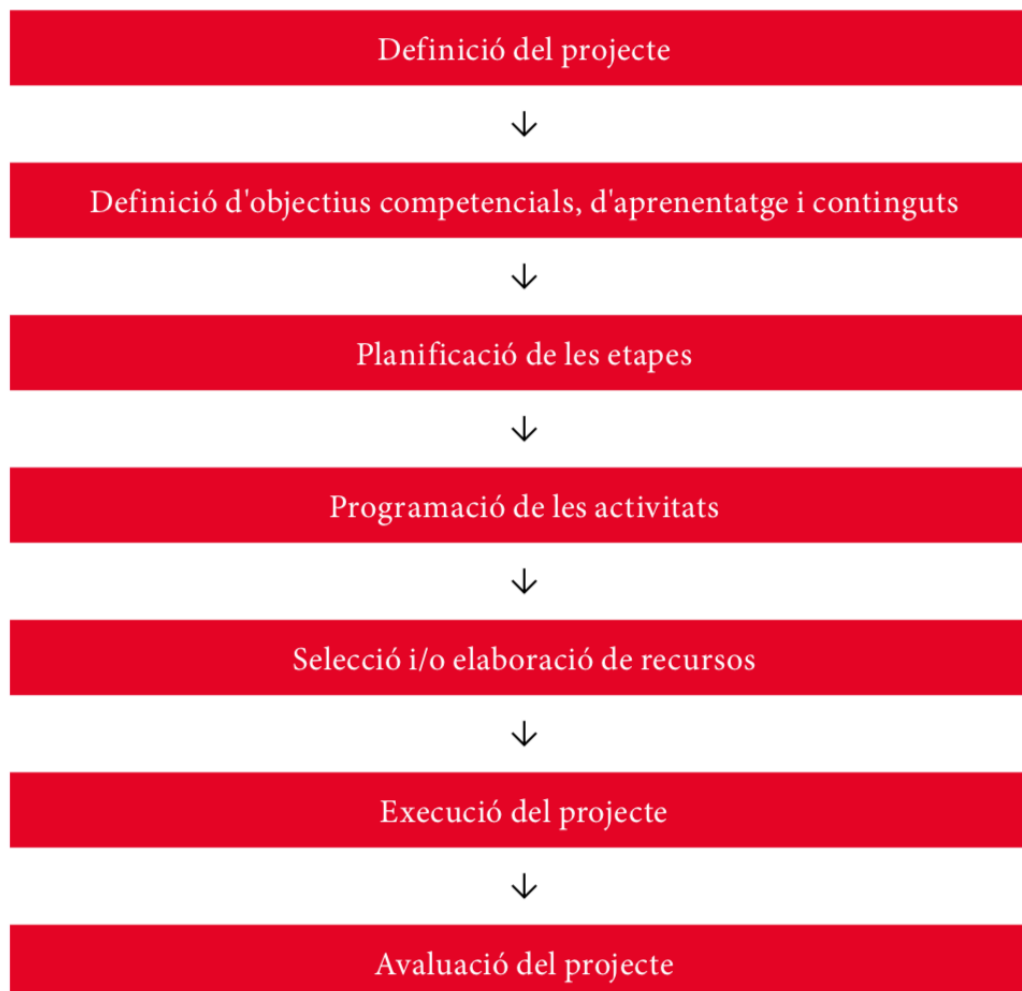 Definició del projecte
↓
Definició d'objectius competencials, d'aprenentatge i continguts
↓
Planificació de les etapes
↓
Programació de les activitats
↓
Selecció i/o elaboració de recursos
↓
Execució del projecte
↓
Avaluació del projecte